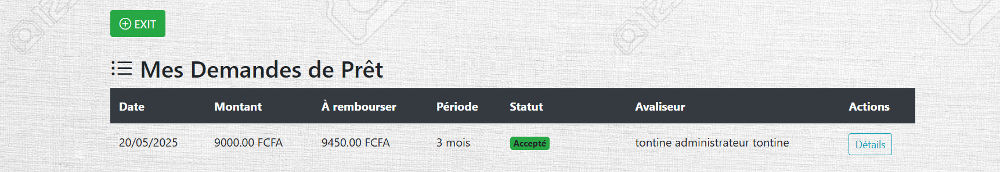 EXIT
Mes Demandes de Prêt
Date Montant À rembourser Période Statut Avaliseur Actions
20/05/2025 9000.00 FCFA 9450.00 FCFA 3 mois Accepté tontine administrateur tontine Détails